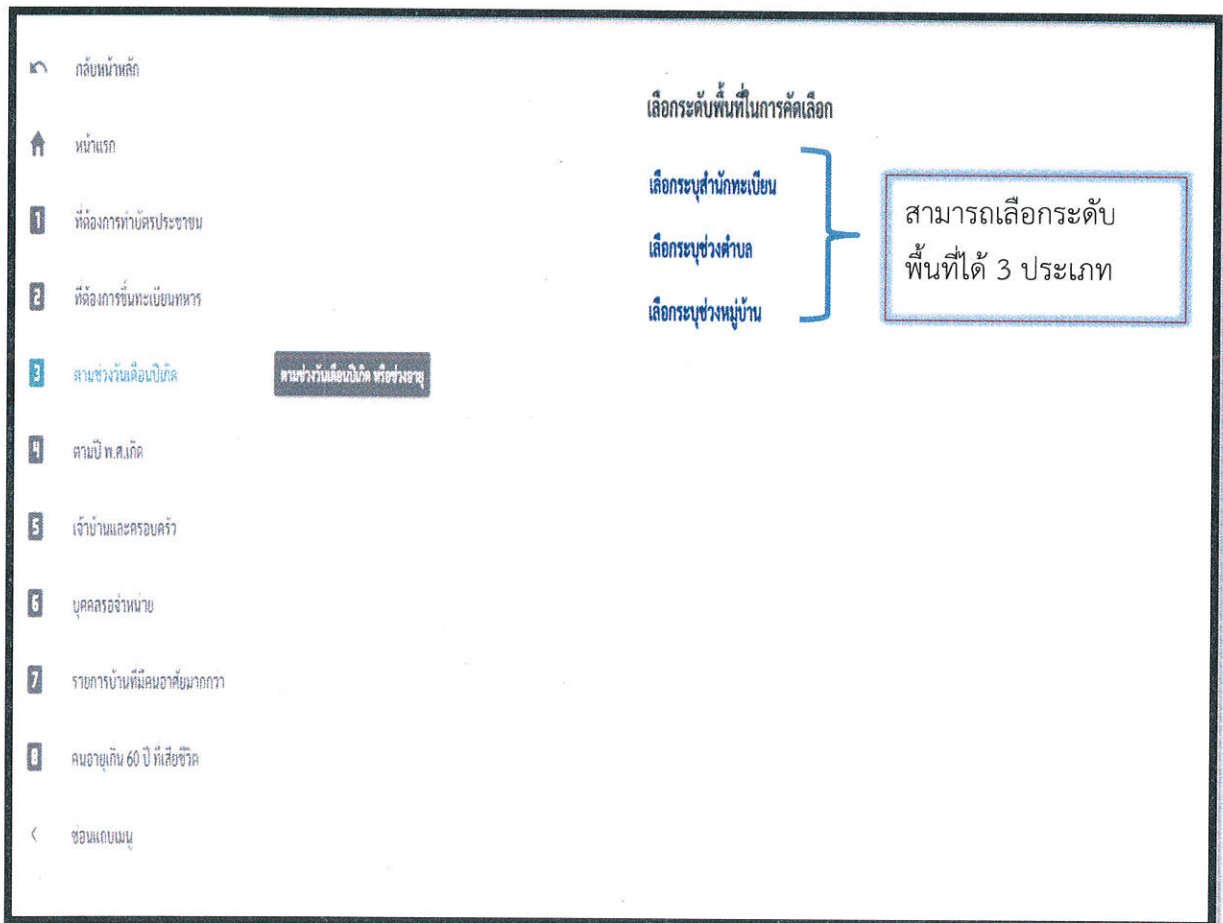 กลับหน้าหลัก
หน้าแรก
1 ที่ต้องการทำบัตรประชาชน
2 ที่ต้องการขึ้นทะเบียนทหาร
3 ตามช่วงวันเดือนปีเกิด
ตามช่วงวันเดือนปีเกิด หรือช่วงอายุ
4 ตามปี พ.ศ.เกิด
5 เจ้าบ้านและครอบครัว
6 บุคคลรอจำหน่าย
7 รายการบ้านที่มีคนอาศัยมากกว่า
8 คนอายุเกิน 60 ปี ที่เสียชีวิต
ซ่อนแถบเมนู
เลือกระดับพื้นที่ในการคัดเลือก
เลือกระบุสำนักทะเบียน
เลือกระบุช่วงตำบล
เลือกระบุช่วงหมู่บ้าน
สามารถเลือกระดับ
พื้นที่ได้ 3 ประเภท